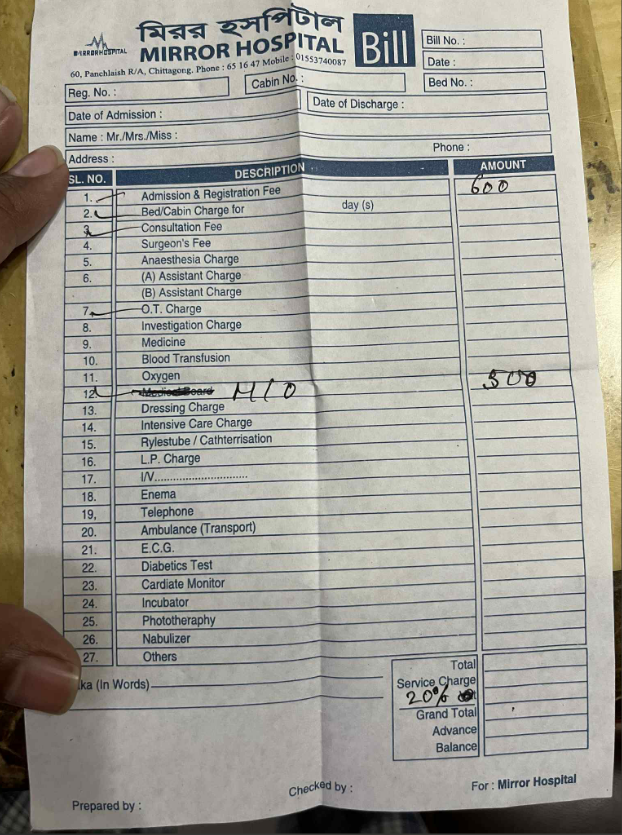 মিরর হসপিটাল
MIRROR HOSPITAL
MIRROR HOSPITAL
60, Panchlaish R/A, Chittagong. Phone : 65 16 47 Mobile : 01553740087
Bill
Bill No. :
Date :
Bed No. :
Reg. No. :
Cabin No. :
Date of Admission :
Date of Discharge :
Name : Mr./Mrs./Miss :
Address :
Phone :
SL. NO. DESCRIPTION AMOUNT
1. Admission & Registration Fee 600
2. Bed/Cabin Charge for day (s)
3. Consultation Fee
4. Surgeon's Fee
5. Anaesthesia Charge
6. (A) Assistant Charge
(B) Assistant Charge
7. O.T. Charge
8. Investigation Charge
9. Medicine
10. Blood Transfusion
11. Oxygen
12. Medical Board M/O 500
13. Dressing Charge
14. Intensive Care Charge
15. Rylestube / Cathterrisation
16. L.P. Charge
17. I/V..............................
18. Enema
19, Telephone
20. Ambulance (Transport)
21. E.C.G.
22. Diabetics Test
23. Cardiate Monitor
24. Incubator
25. Phototheraphy
26. Nabulizer
27. Others
ka (In Words)
Total
Service Charge
20%
Grand Total
Advance
Balance
Prepared by :
Checked by :
For : Mirror Hospital